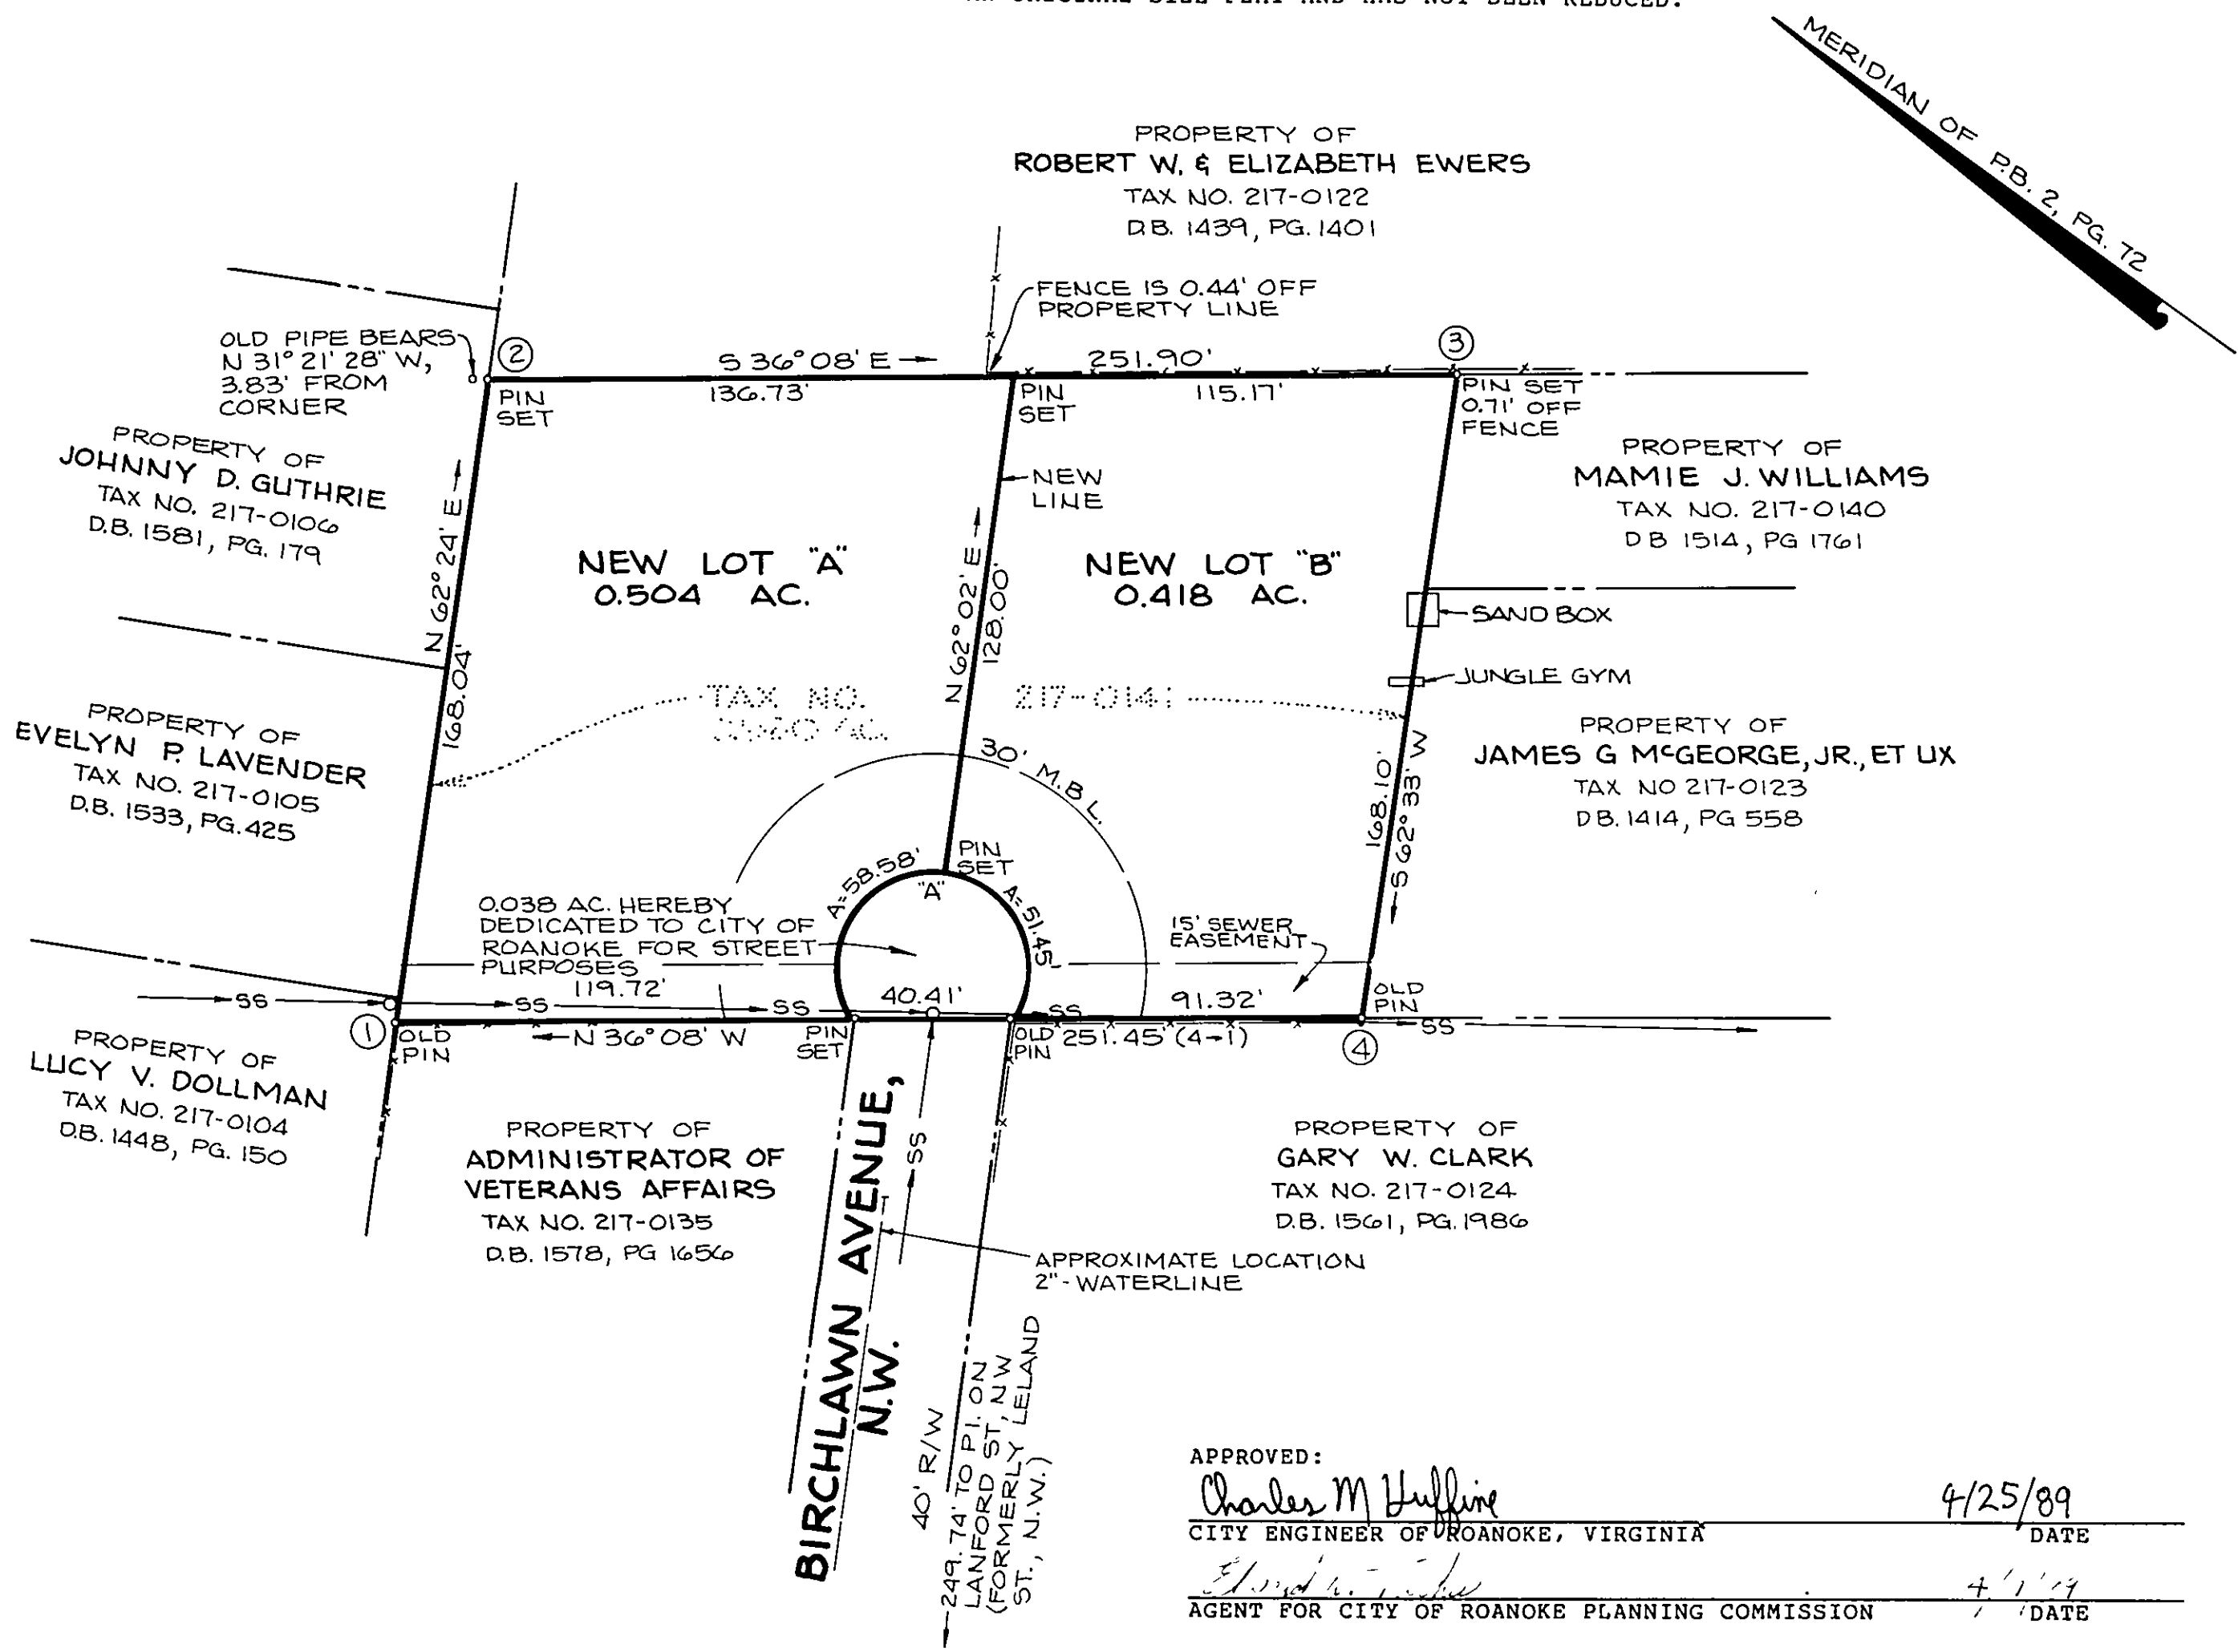 MERIDIAN OF P.B. 2, PG. 72
PROPERTY OF
ROBERT W. & ELIZABETH EWERS
TAX NO. 217-0122
D.B. 1439, PG. 1401
FENCE IS 0.44' OFF
PROPERTY LINE
OLD PIPE BEARS
N 31° 21' 28" W,
3.83' FROM
CORNER
2
S 36° 08' E
251.90'
3
PIN
SET
136.73'
PIN
SET
115.17'
PIN SET
0.71' OFF
FENCE
PROPERTY OF
JOHNNY D. GUTHRIE
TAX NO. 217-0106
D.B. 1581, PG. 179
NEW
LINE
PROPERTY OF
MAMIE J. WILLIAMS
TAX NO. 217-0140
D B 1514, PG 1761
N 62° 24' E
168.04'
NEW LOT "A"
0.504 AC.
N 62° 02' E
128.00'
NEW LOT "B"
0.418 AC.
SAND BOX
JUNGLE GYM
TAX NO.
217-0141
PROPERTY OF
EVELYN P. LAVENDER
TAX NO. 217-0105
D.B. 1533, PG. 425
30' M.B L.
168.10'
S 62° 33' W
PROPERTY OF
JAMES G McGEORGE, JR., ET UX
TAX NO 217-0123
D B. 1414, PG 558
PIN
SET
A=58.58'
"A"
A=51.45'
0.038 AC. HEREBY
DEDICATED TO CITY OF
ROANOKE FOR STREET
PURPOSES
15' SEWER
EASEMENT
119.72'
40.41'
91.32'
OLD
PIN
SS
SS
SS
SS
SS
1
OLD
PIN
N 36° 08' W
PIN
SET
OLD
PIN
251.45' (4→1)
4
PROPERTY OF
LUCY V. DOLLMAN
TAX NO. 217-0104
D.B. 1448, PG. 150
PROPERTY OF
ADMINISTRATOR OF
VETERANS AFFAIRS
TAX NO. 217-0135
D.B. 1578, PG 1656
BIRCHLAWN AVENUE,
N.W.
SS
PROPERTY OF
GARY W. CLARK
TAX NO. 217-0124
D.B. 1561, PG. 1986
APPROXIMATE LOCATION
2"- WATERLINE
40' R/W
249.74' TO P.I. ON
LANFORD ST., NW
(FORMERLY LELAND
ST., N.W.)
APPROVED:
Charles M Huffine
4/25/89
CITY ENGINEER OF ROANOKE, VIRGINIA
DATE
AGENT FOR CITY OF ROANOKE PLANNING COMMISSION
DATE